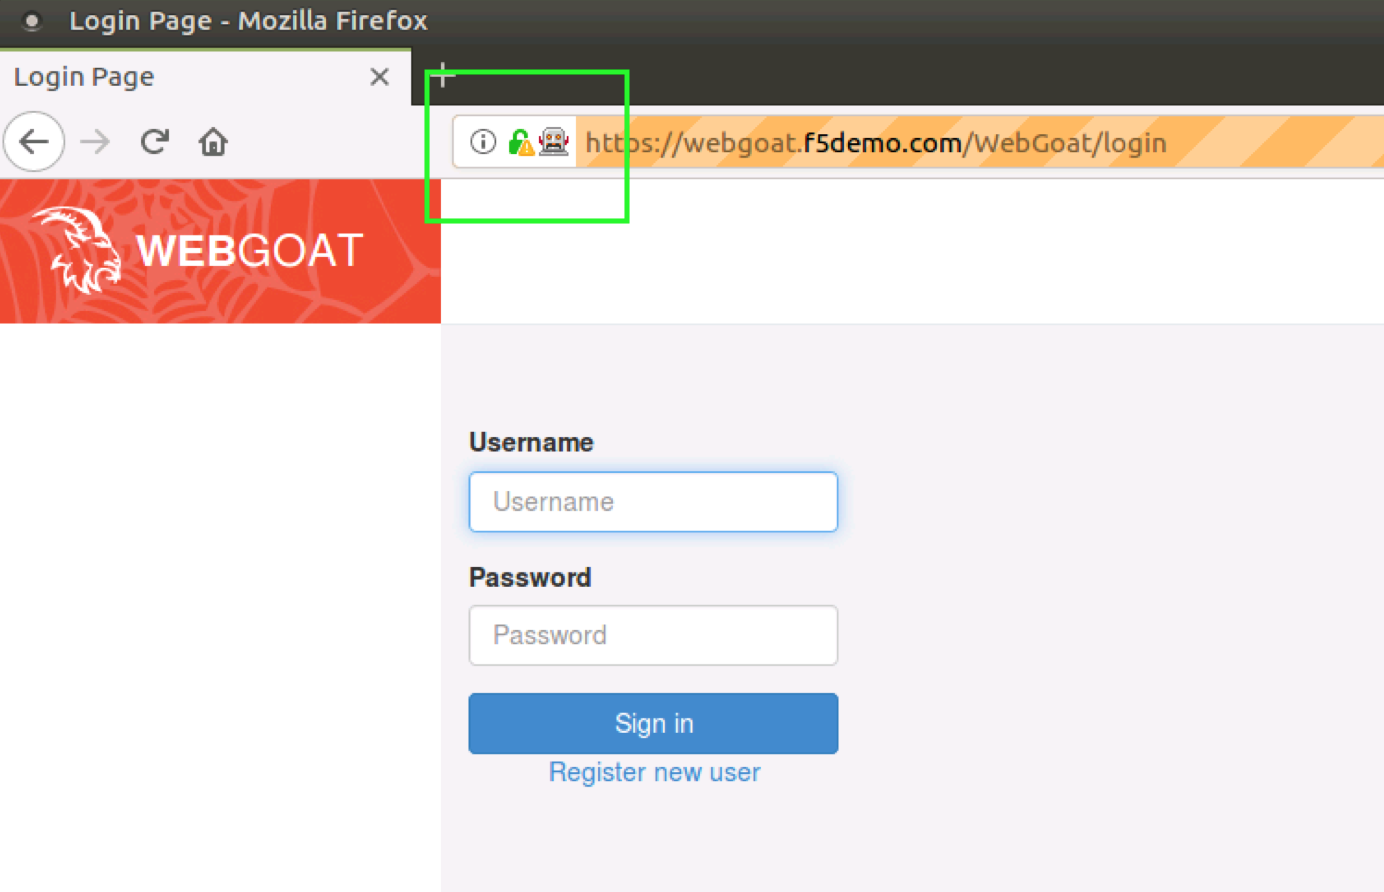 Login Page - Mozilla Firefox
Login Page
https://webgoat.f5demo.com/WebGoat/login
WEBGOAT
Username
Username
Password
Password
Sign in
Register new user